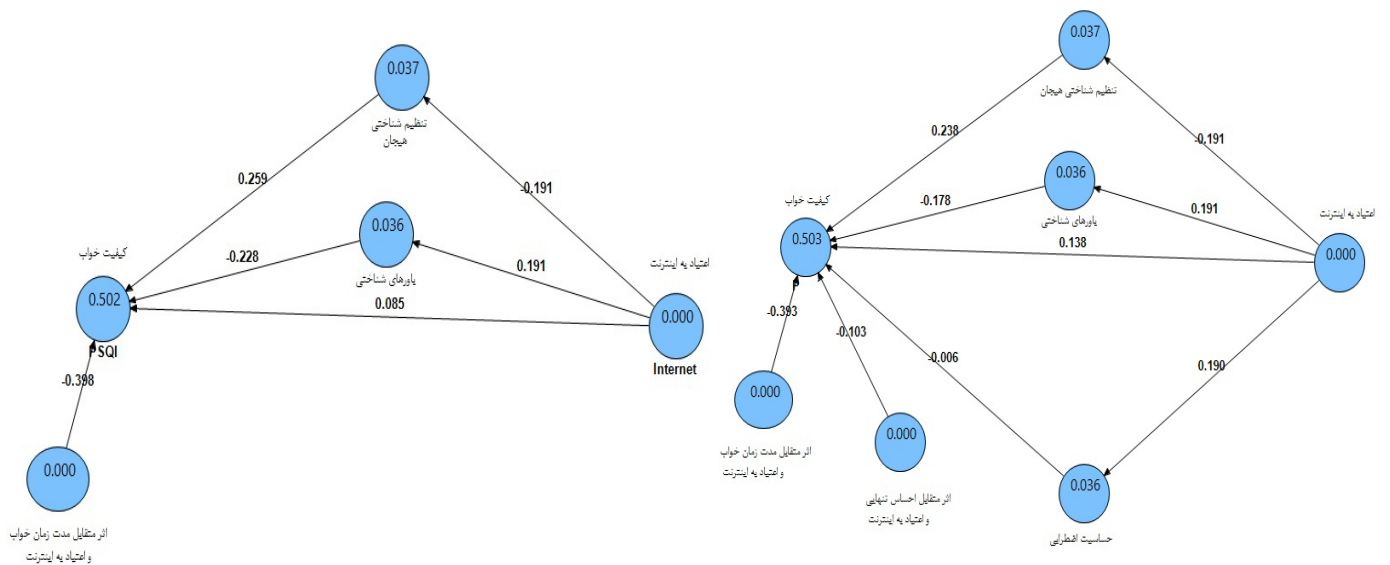 0.037
تنظیم شناختی
هیجان
0.259
-0.191
0.036
باورهای شناختی
-0.228
0.191
کیفیت خواب
0.502
PSQI
0.085
اعتیاد به اینترنت
0.000
Internet
-0.398
0.000
اثر متقابل مدت زمان خواب
و اعتیاد به اینترنت
0.037
تنظیم شناختی هیجان
0.238
-0.191
0.036
باورهای شناختی
-0.178
0.191
کیفیت خواب
0.503
P
0.138
اعتیاد به اینترنت
0.000
-0.393
-0.103
-0.006
0.190
0.000
اثر متقابل مدت زمان خواب
و اعتیاد به اینترنت
0.000
اثر متقابل احساس تنهایی
و اعتیاد به اینترنت
0.036
حساسیت اضطرابی